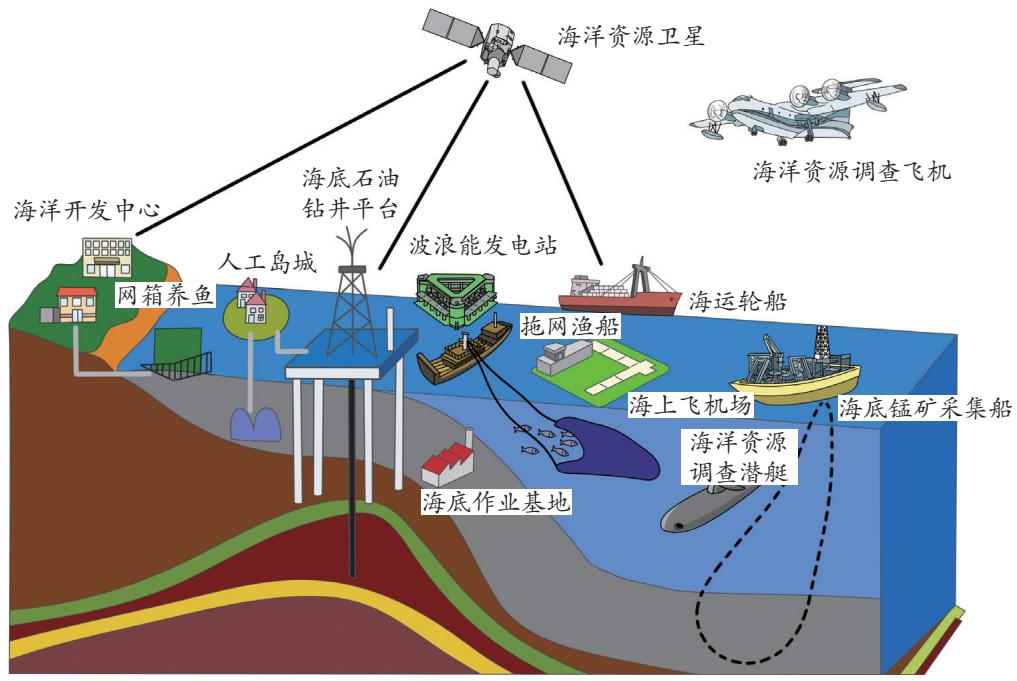 海洋资源卫星
海洋资源调查飞机
海底石油
钻井平台
海洋开发中心
波浪能发电站
人工岛城
网箱养鱼
海运轮船
拖网渔船
海上飞机场
海底锰矿采集船
海洋资源
调查潜艇
海底作业基地